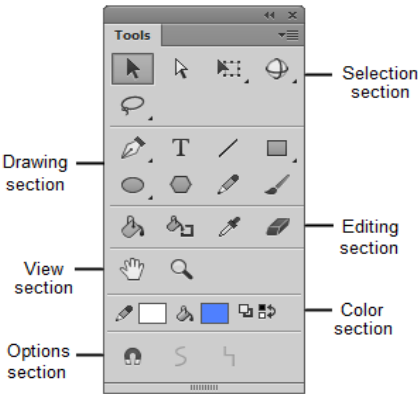 Tools
Selection
section
Drawing
section
T
Editing
section
View
section
Color
section
Options
section